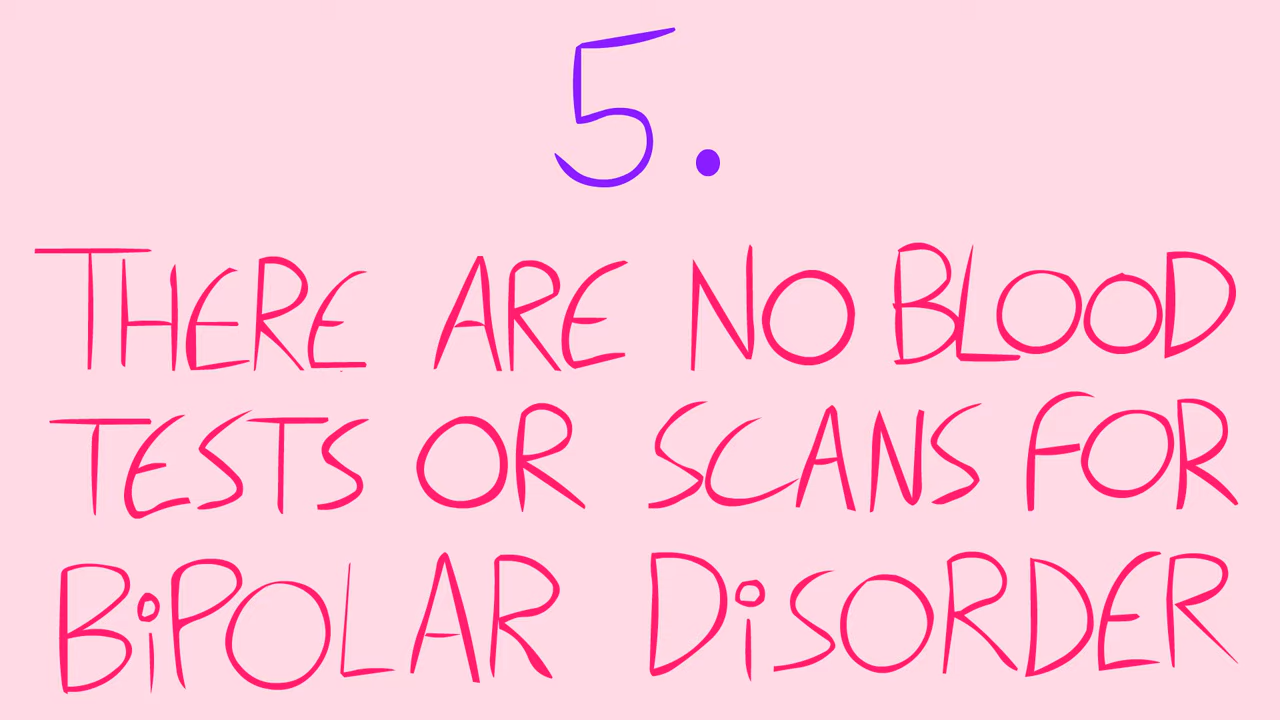 5.
THERE ARE NO BLOOD
TESTS OR SCANS FOR
BiPOLAR DiSORDER